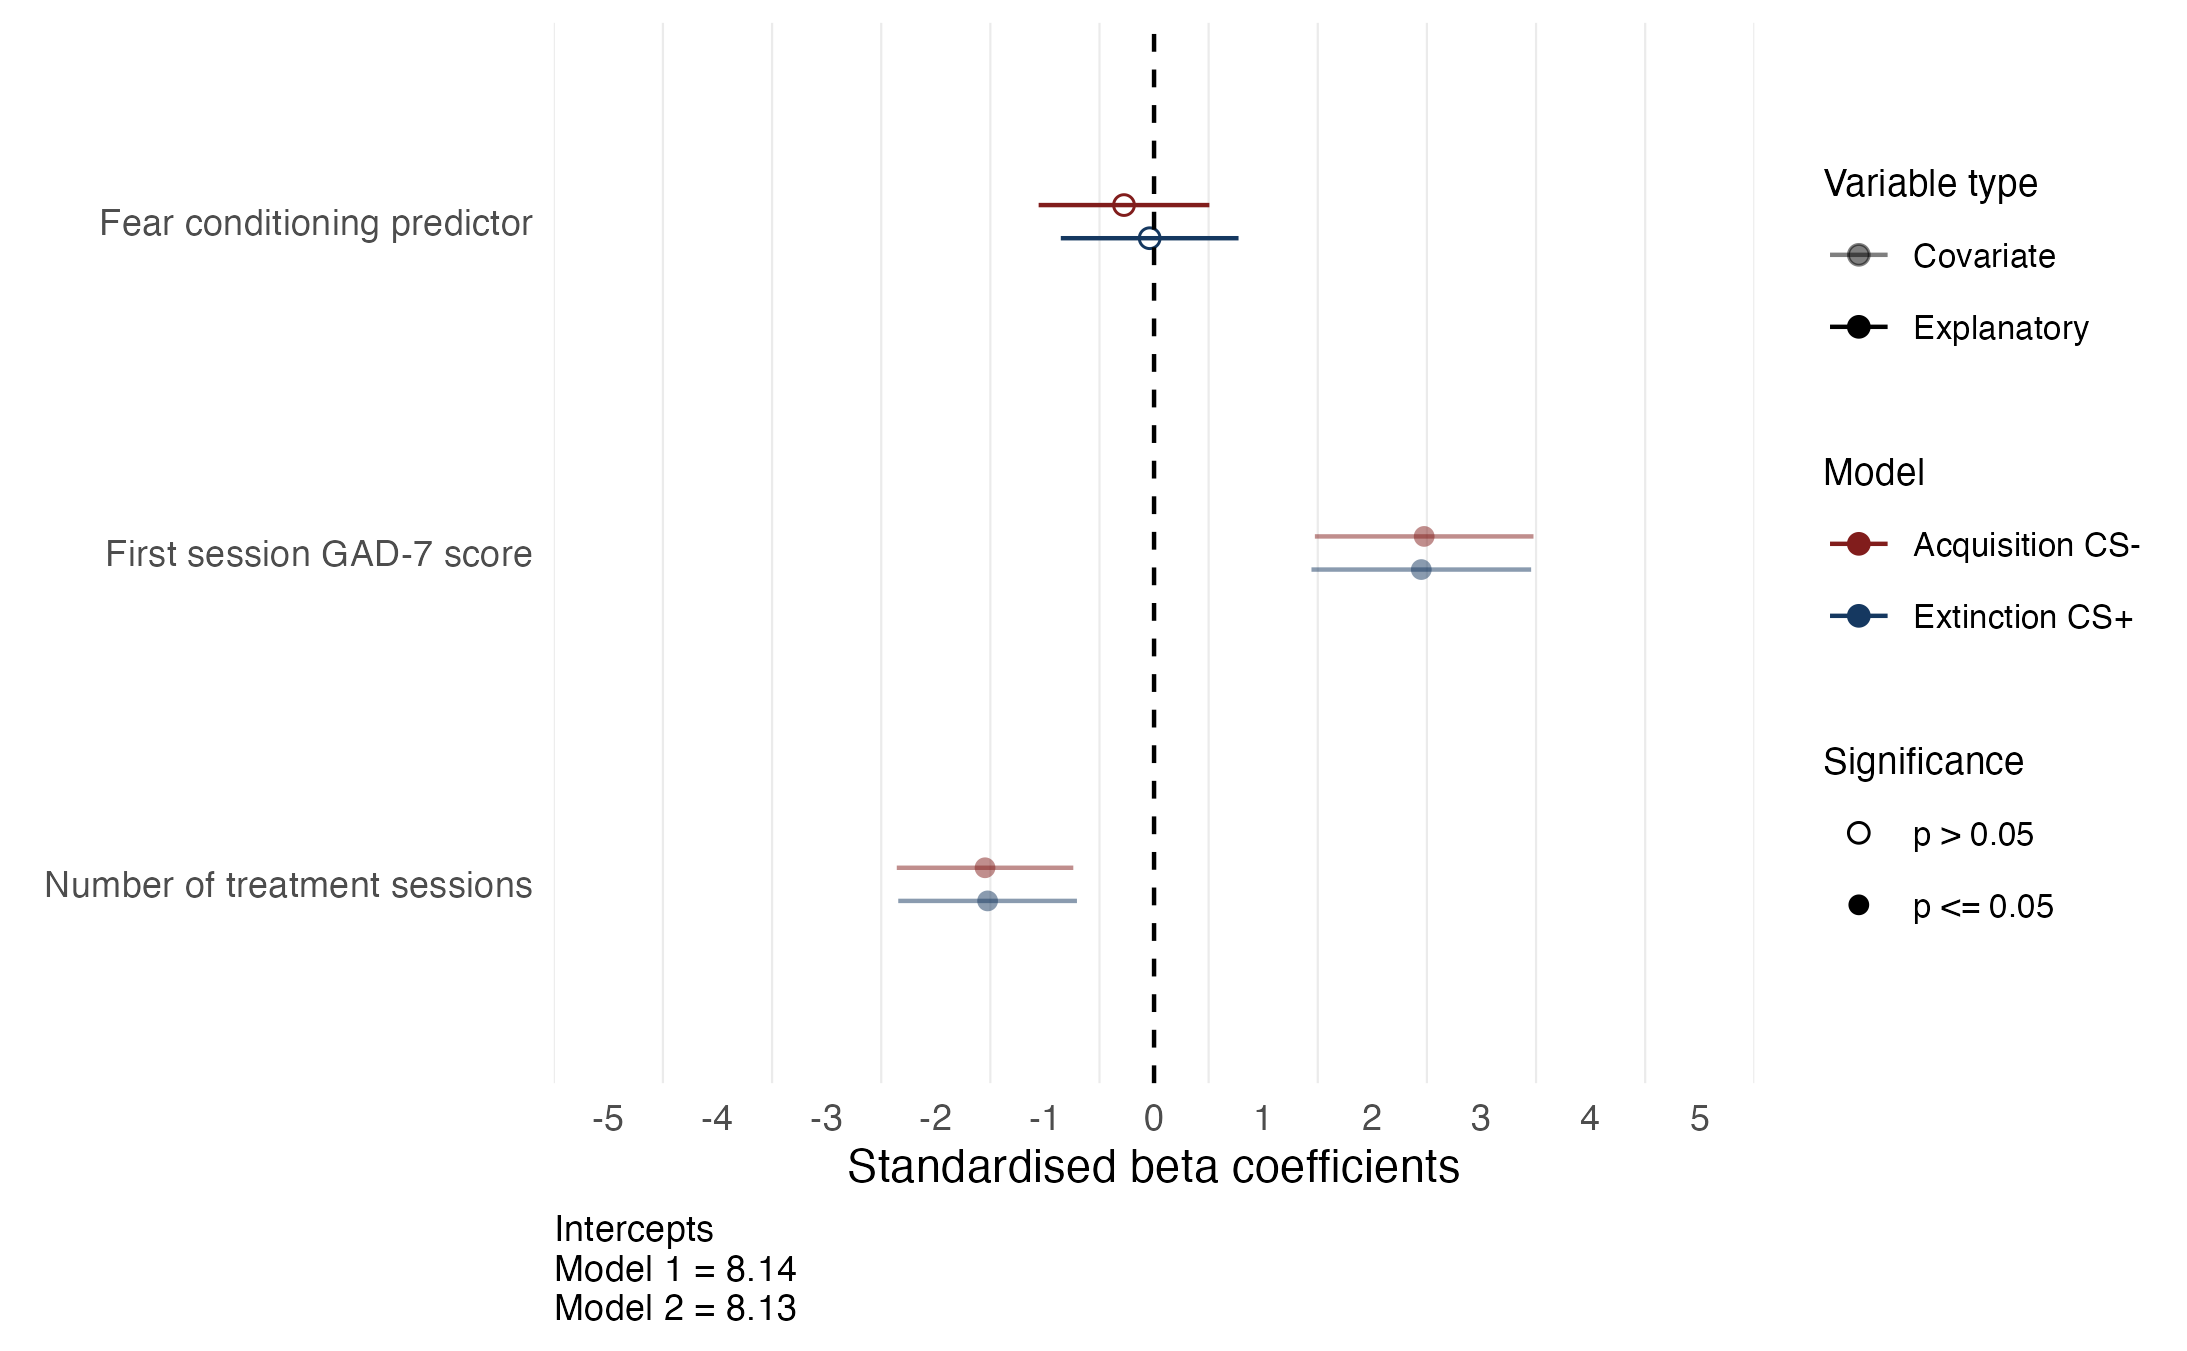 Fear conditioning predictor
First session GAD-7 score
Number of treatment sessions
-5 -4 -3 -2 -1 0 1 2 3 4 5
Standardised beta coefficients
Intercepts
Model 1 = 8.14
Model 2 = 8.13
Variable type
Covariate
Explanatory
Model
Acquisition CS-
Extinction CS+
Significance
p > 0.05
p <= 0.05